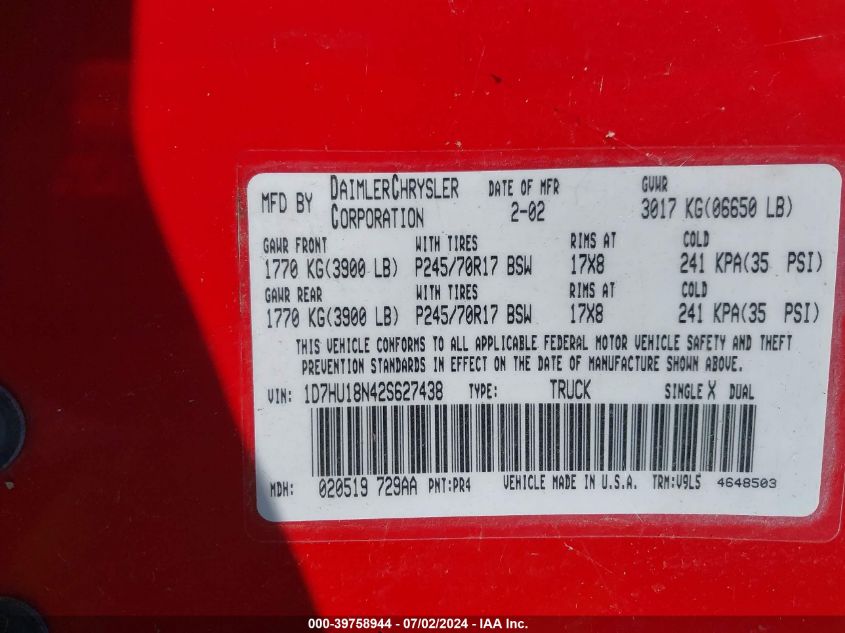 MFD BY DAIMLERCHRYSLER CORPORATION DATE OF MFR 2-02 GVWR 3017 KG(06650 LB)
GAWR FRONT WITH TIRES RIMS AT COLD
1770 KG(3900 LB) P245/70R17 BSW 17X8 241 KPA(35 PSI)
GAWR REAR WITH TIRES RIMS AT COLD
1770 KG(3900 LB) P245/70R17 BSW 17X8 241 KPA(35 PSI)
THIS VEHICLE CONFORMS TO ALL APPLICABLE FEDERAL MOTOR VEHICLE SAFETY AND THEFT
PREVENTION STANDARDS IN EFFECT ON THE DATE OF MANUFACTURE SHOWN ABOVE.
VIN: 1D7HU18N42S627438 TYPE: TRUCK SINGLE X DUAL
MDH: 020519 729AA PNT:PR4 VEHICLE MADE IN U.S.A. TRM:V9L5 4648503
000-39758944 - 07/02/2024 - IAA Inc.